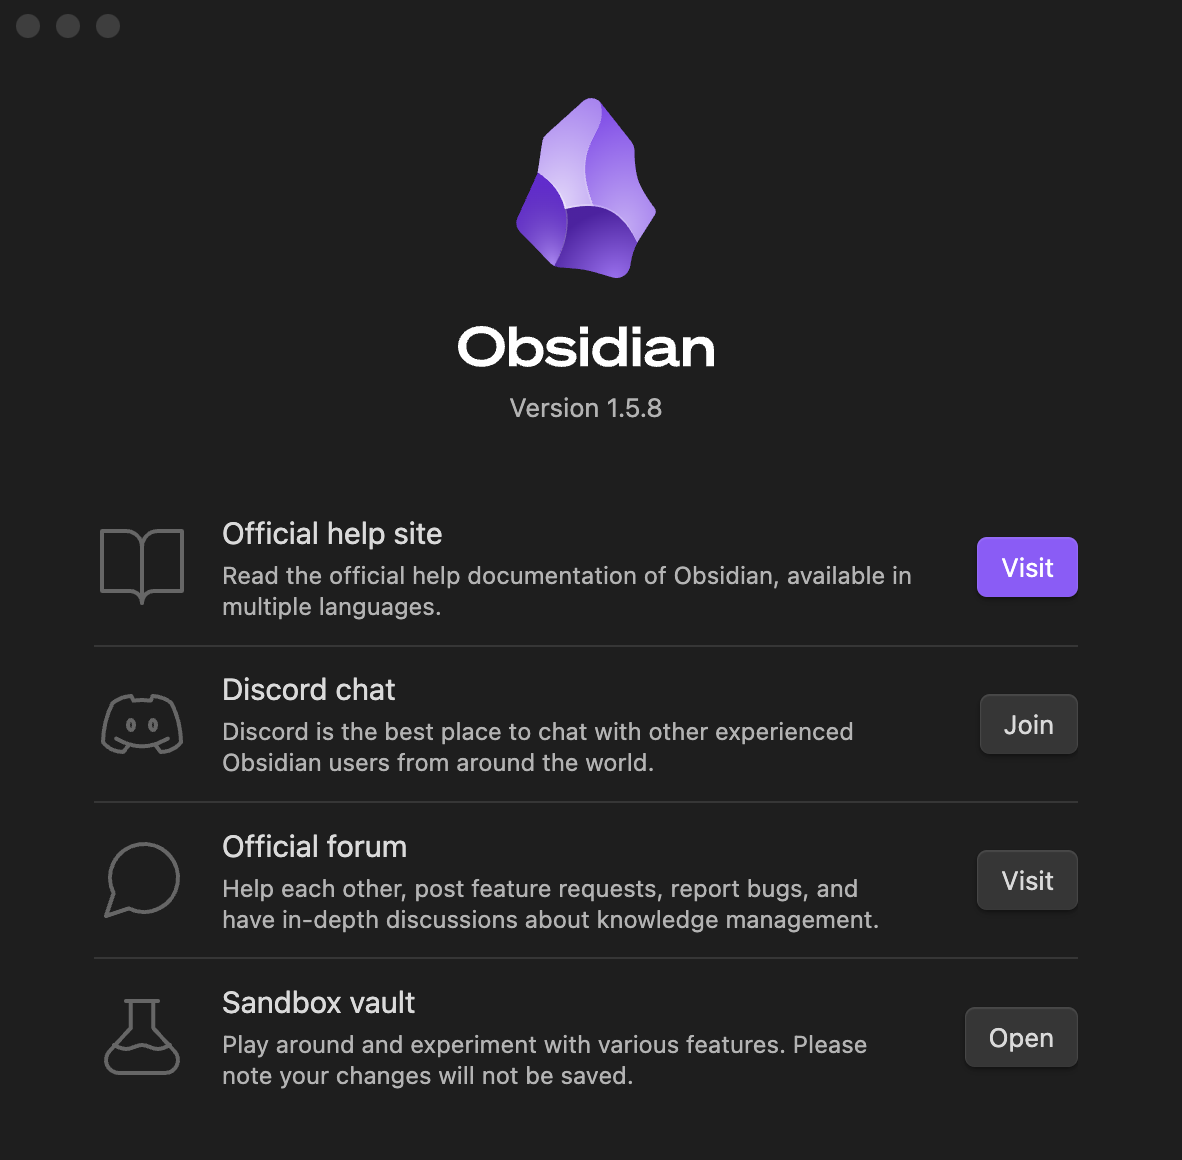 Obsidian
Version 1.5.8
Official help site
Read the official help documentation of Obsidian, available in
multiple languages.
Visit
Discord chat
Discord is the best place to chat with other experienced
Obsidian users from around the world.
Join
Official forum
Help each other, post feature requests, report bugs, and
have in-depth discussions about knowledge management.
Visit
Sandbox vault
Play around and experiment with various features. Please
note your changes will not be saved.
Open